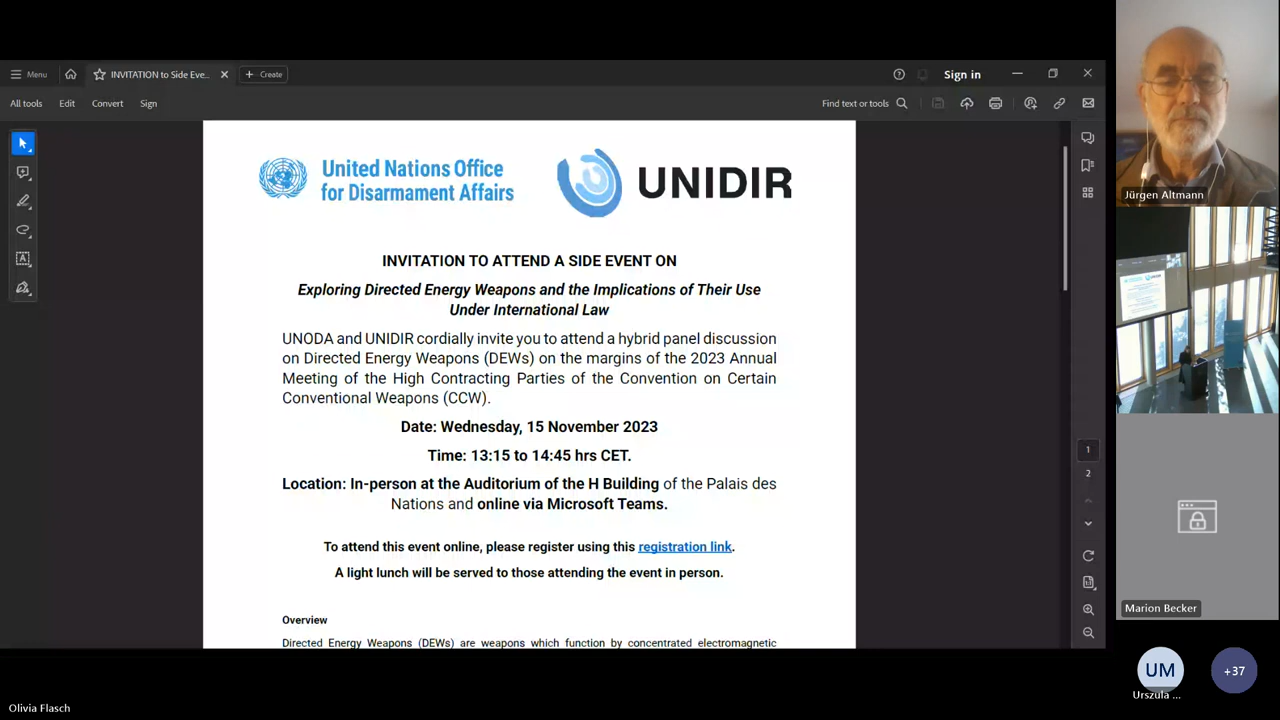 Menu
INVITATION to Side Eve..
Create
Sign in
All tools
Edit
Convert
Sign
Find text or tools
United Nations Office
for Disarmament Affairs
UNIDIR
INVITATION TO ATTEND A SIDE EVENT ON
Exploring Directed Energy Weapons and the Implications of Their Use
Under International Law
UNODA and UNIDIR cordially invite you to attend a hybrid panel discussion
on Directed Energy Weapons (DEWs) on the margins of the 2023 Annual
Meeting of the High Contracting Parties of the Convention on Certain
Conventional Weapons (CCW).
Date: Wednesday, 15 November 2023
Time: 13:15 to 14:45 hrs CET.
Location: In-person at the Auditorium of the H Building of the Palais des
Nations and online via Microsoft Teams.
To attend this event online, please register using this registration link.
A light lunch will be served to those attending the event in person.
Overview
Directed Energy Weapons (DEWs) are weapons which function by concentrated electromagnetic
1
2
Jürgen Altmann
Marion Becker
UM
Urszula ...
+37
Olivia Flasch